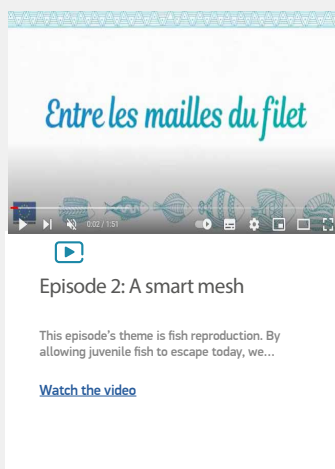 Entre les mailles du filet
0:02 / 1:51
Episode 2: A smart mesh
This episode's theme is fish reproduction. By
allowing juvenile fish to escape today, we...
Watch the video